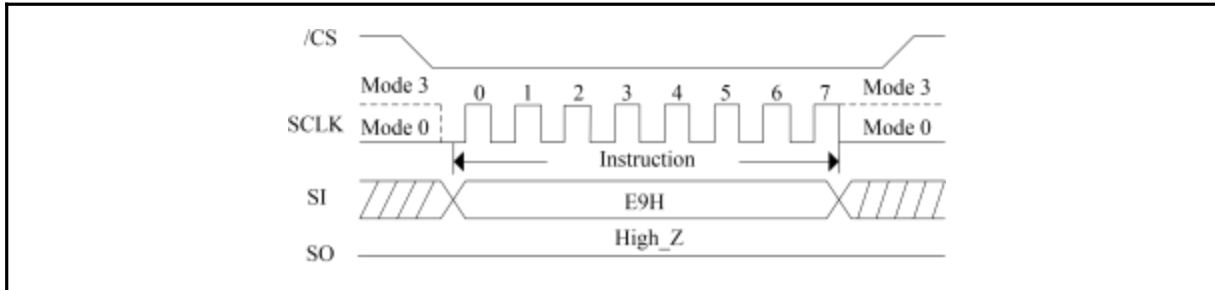 /CS
Mode 3
0 1 2 3 4 5 6 7
Mode 3
SCLK
Mode 0
Mode 0
Instruction
SI
E9H
High_Z
SO